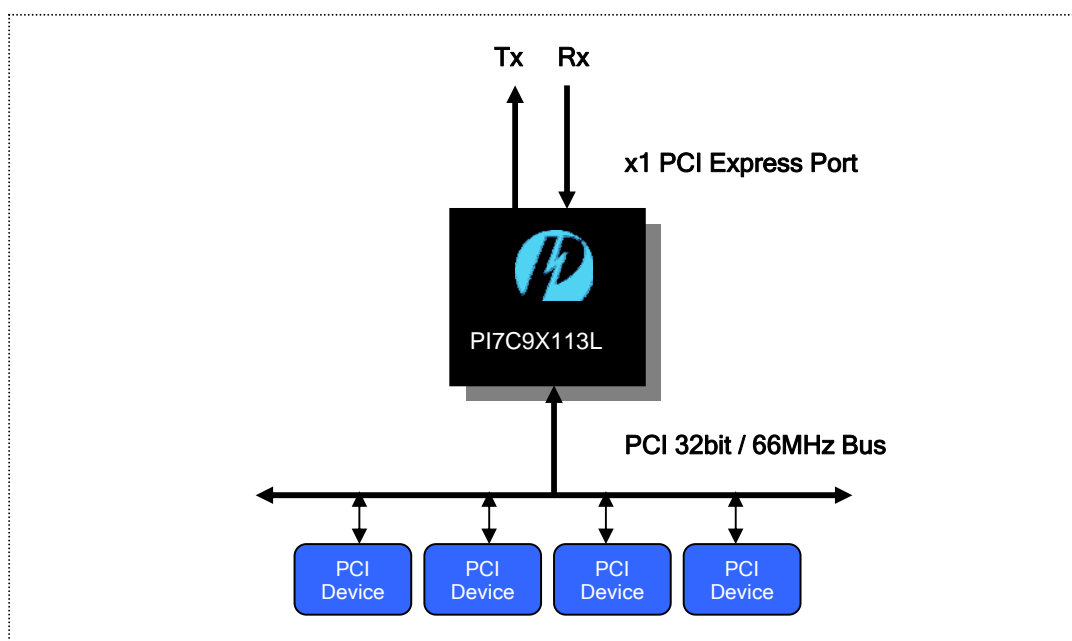 Tx Rx
x1 PCI Express Port
PI7C9X113L
PCI 32bit / 66MHz Bus
PCI Device
PCI Device
PCI Device
PCI Device